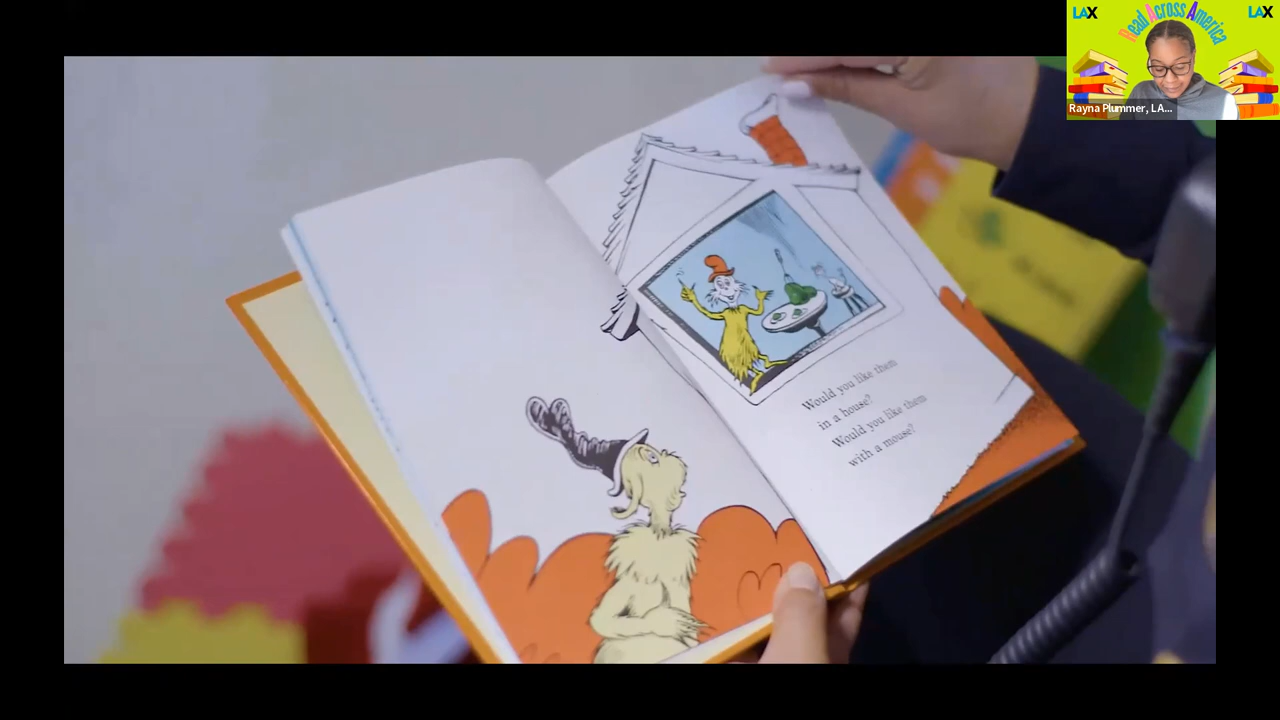 LAX
Read Across America
LAX
Rayna Plummer, LA...
Would you like them
in a house?
Would you like them
with a mouse?